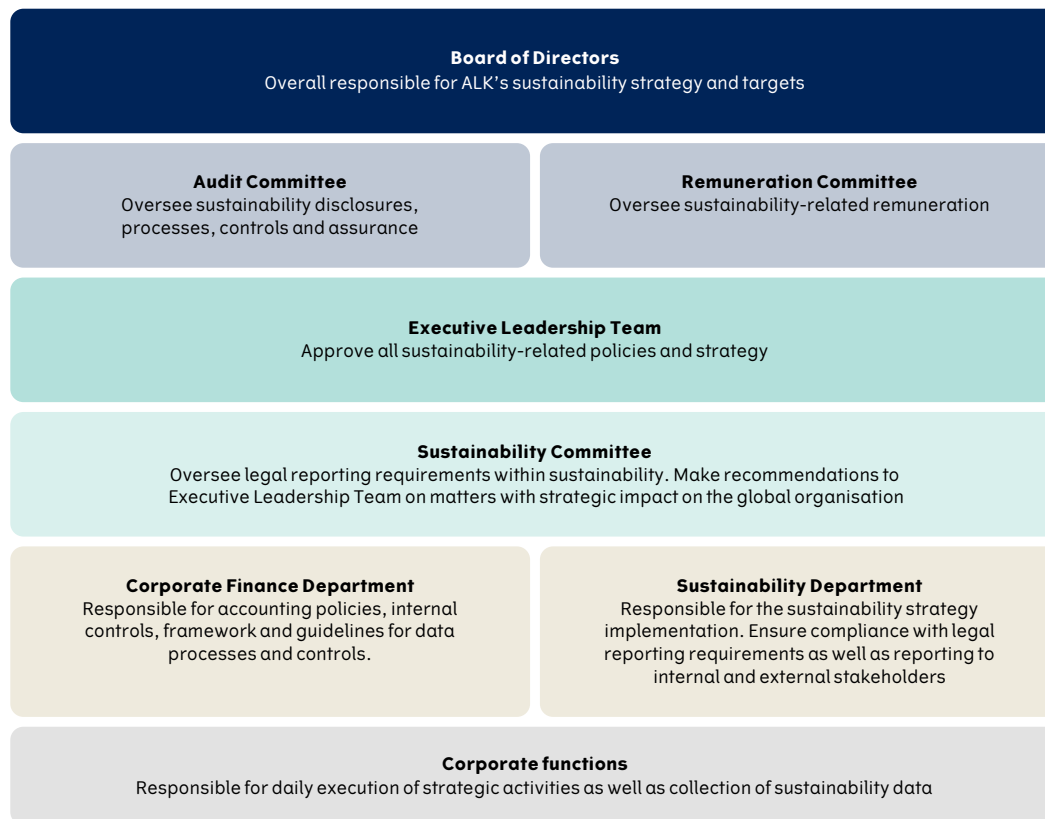 Board of Directors
Overall responsible for ALK's sustainability strategy and targets
Audit Committee
Oversee sustainability disclosures,
processes, controls and assurance
Remuneration Committee
Oversee sustainability-related remuneration
Executive Leadership Team
Approve all sustainability-related policies and strategy
Sustainability Committee
Oversee legal reporting requirements within sustainability. Make recommendations to
Executive Leadership Team on matters with strategic impact on the global organisation
Corporate Finance Department
Responsible for accounting policies, internal
controls, framework and guidelines for data
processes and controls.
Sustainability Department
Responsible for the sustainability strategy
implementation. Ensure compliance with legal
reporting requirements as well as reporting to
internal and external stakeholders
Corporate functions
Responsible for daily execution of strategic activities as well as collection of sustainability data